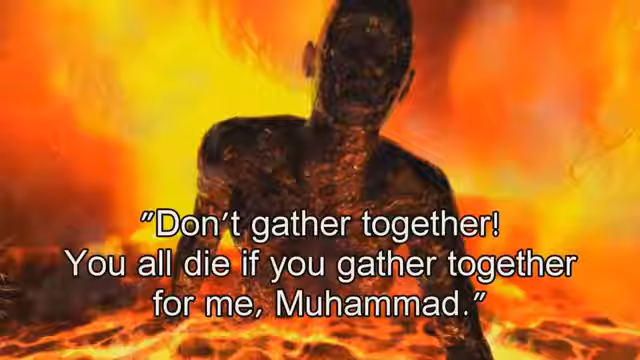 "Don't gather together!
You all die if you gather together
for me, Muhammad."